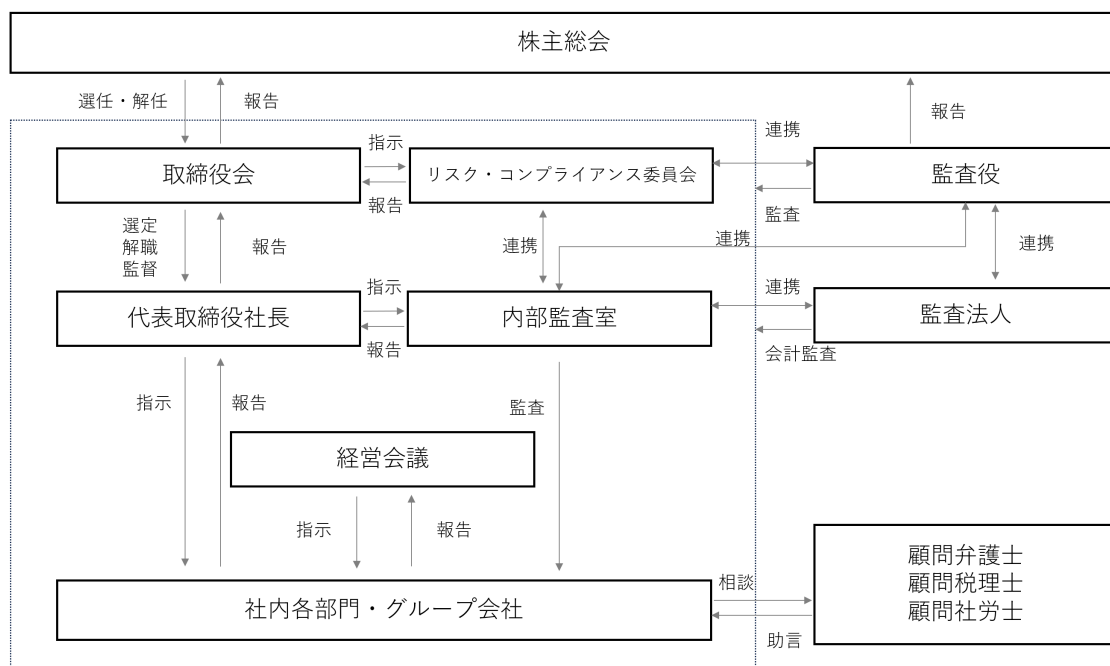 株主総会
選任・解任
報告
報告
取締役会
指示
報告
リスク・コンプライアンス委員会
連携
監査
監査役
選定
解職
監督
報告
連携
連携
連携
代表取締役社長
指示
報告
内部監査室
連携
会計監査
監査法人
指示
報告
監査
経営会議
指示
報告
社内各部門・グループ会社
相談
助言
顧問弁護士
顧問税理士
顧問社労士